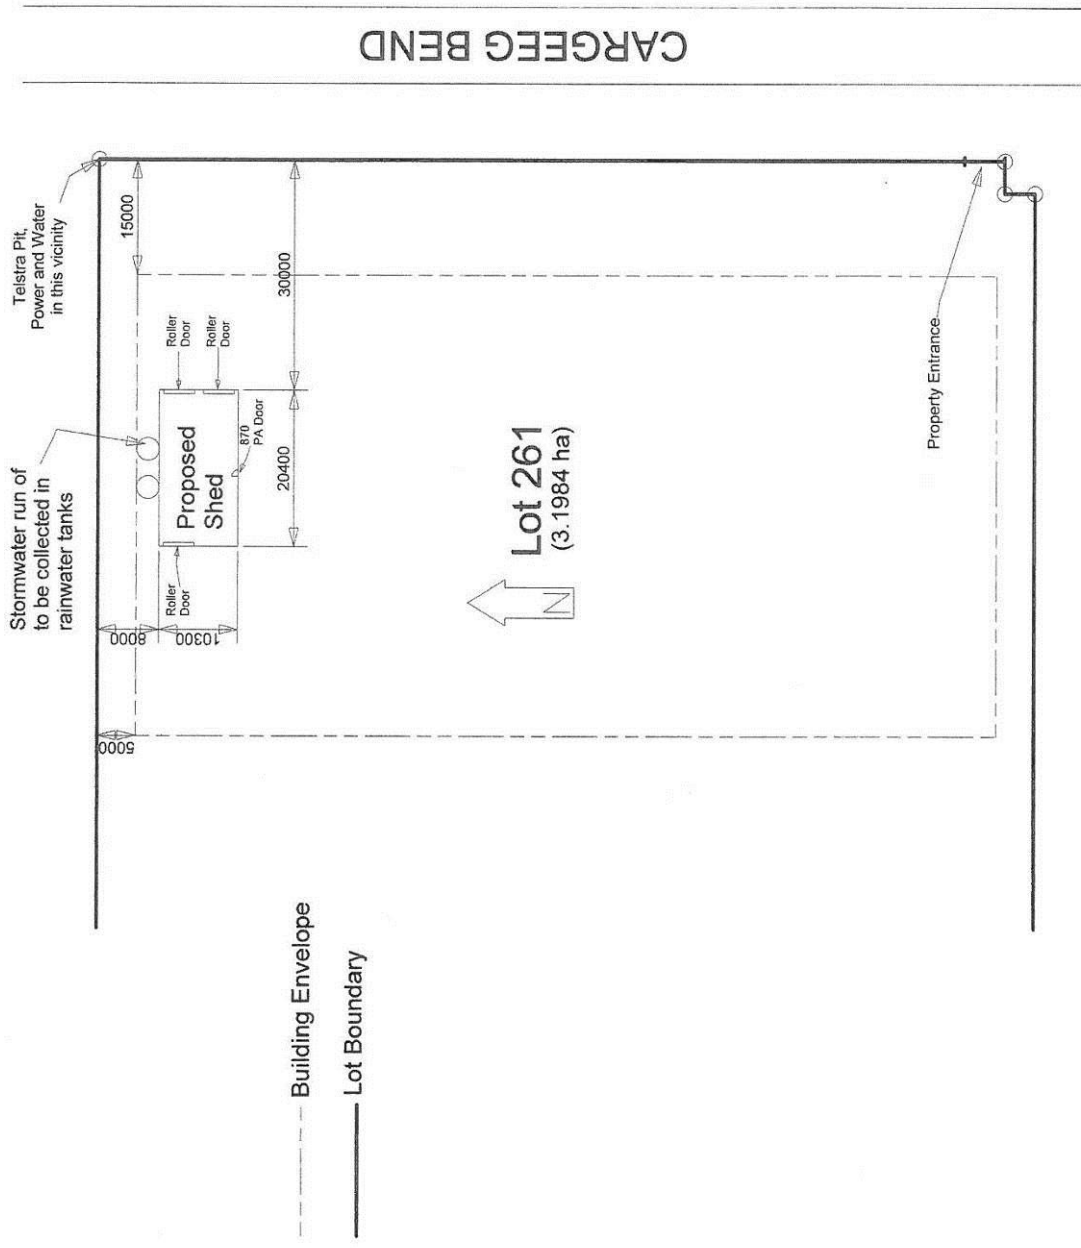 CARGEEG BEND
Telstra Pit,
Power and Water
in this vicinity
15000
30000
Stormwater run of
to be collected in
rainwater tanks
Roller
Door
Roller
Door
870
PA Door
Proposed
Shed
20400
Roller
Door
8000
10300
5000
Lot 261
(3.1984 ha)
N
Property Entrance
Building Envelope
Lot Boundary